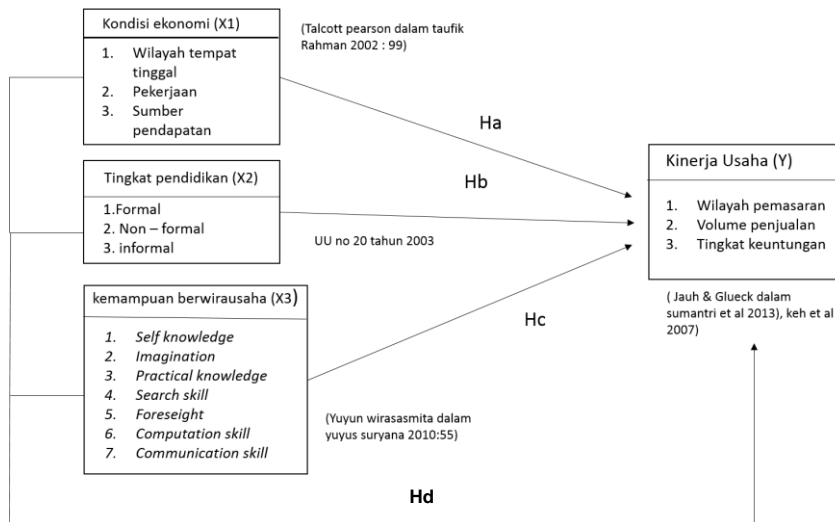 Kondisi ekonomi (X1)
1. Wilayah tempat
tinggal
2. Pekerjaan
3. Sumber
pendapatan
(Talcott pearson dalam taufik
Rahman 2002 : 99)
Ha
Tingkat pendidikan (X2)
1.Formal
2. Non – formal
3. informal
Hb
UU no 20 tahun 2003
kemampuan berwirausaha (X3)
1. Self knowledge
2. Imagination
3. Practical knowledge
4. Search skill
5. Foreseight
6. Computation skill
7. Communication skill
Hc
(Yuyun wirasasmita dalam
yuyus suryana 2010:55)
Kinerja Usaha (Y)
1. Wilayah pemasaran
2. Volume penjualan
3. Tingkat keuntungan
( Jauh & Glueck dalam
sumantri et al 2013), keh et al
2007)
Hd